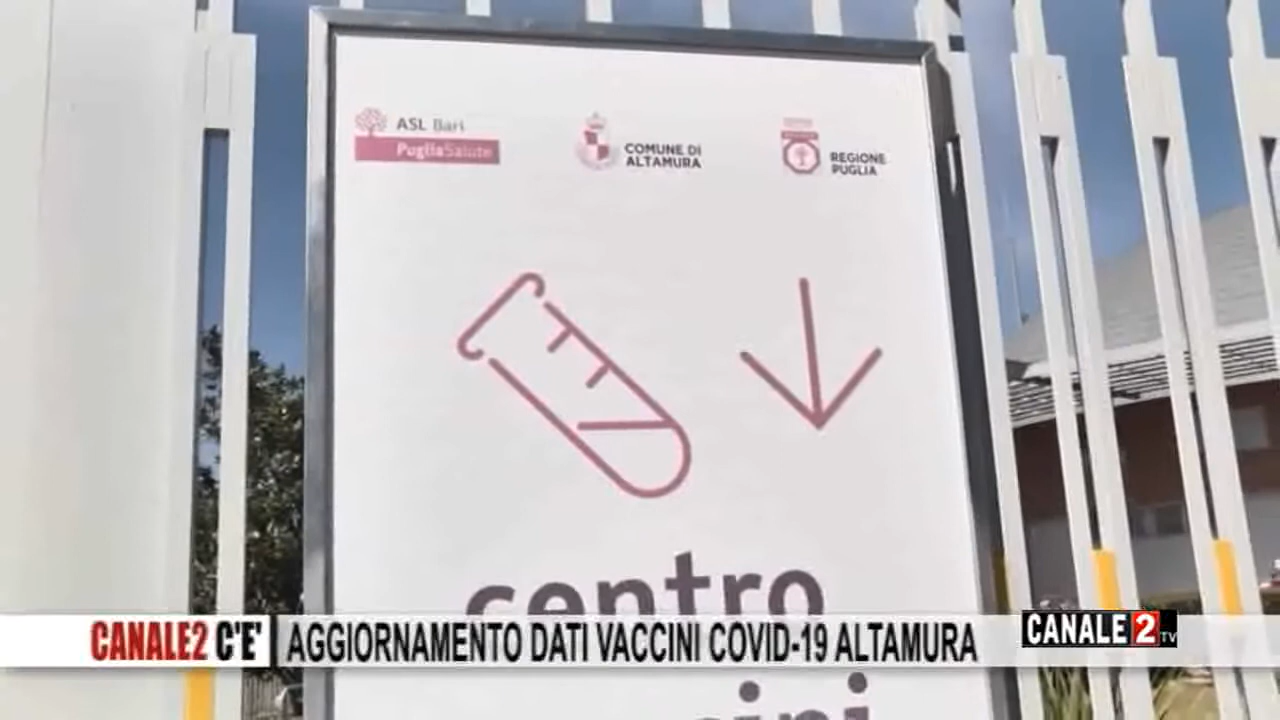 ASL Bari
PugliaSalute
COMUNE DI
ALTAMURA
REGIONE
PUGLIA
centro
CANALE2 C'E'
AGGIORNAMENTO DATI VACCINI COVID-19 ALTAMURA
CANALE 2 TV